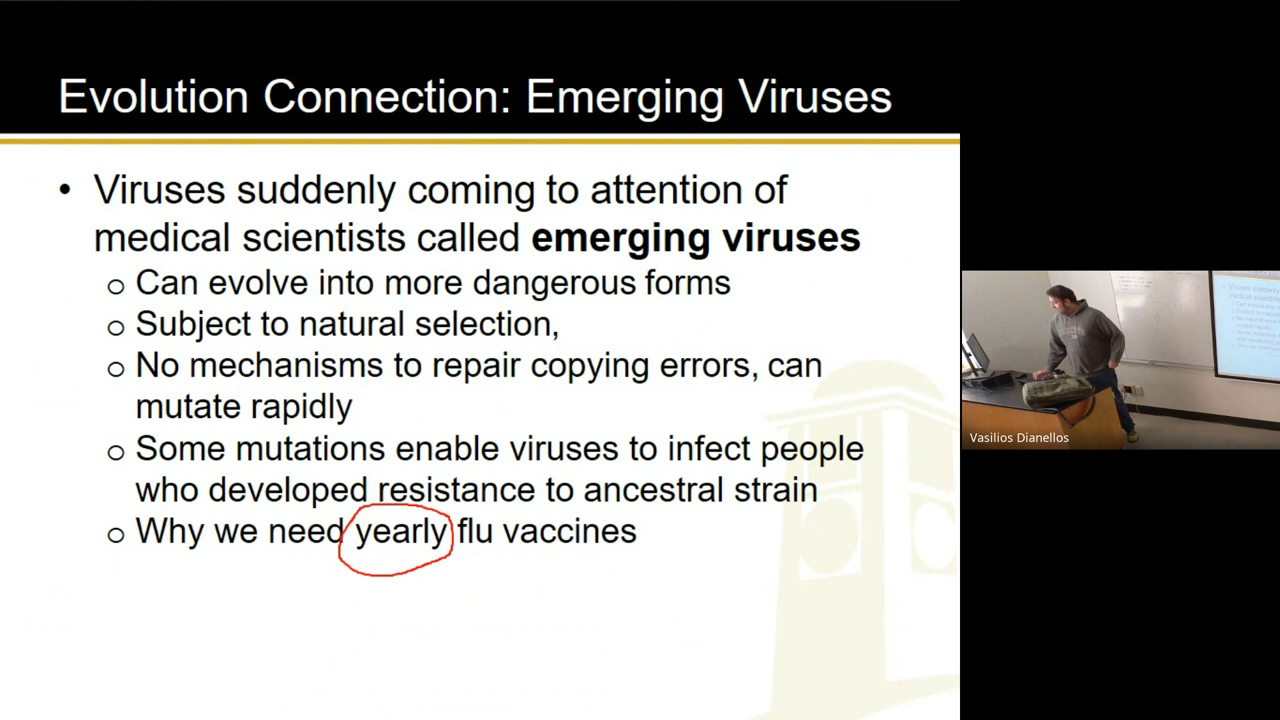 Evolution Connection: Emerging Viruses
• Viruses suddenly coming to attention of
medical scientists called emerging viruses
o Can evolve into more dangerous forms
o Subject to natural selection,
o No mechanisms to repair copying errors, can
mutate rapidly
o Some mutations enable viruses to infect people
who developed resistance to ancestral strain
o Why we need yearly flu vaccines
Vasilios Dianellos